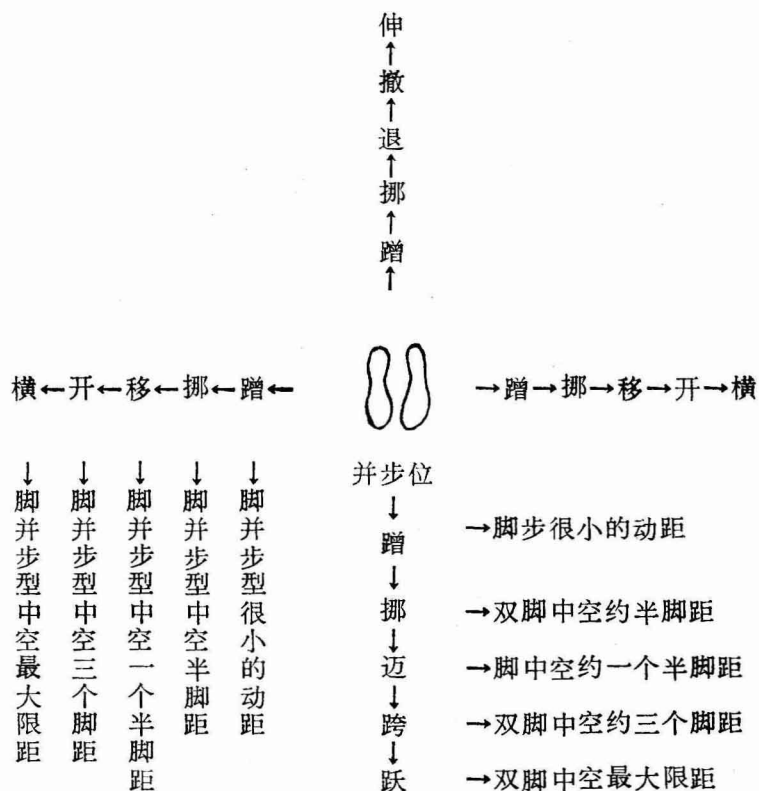 伸
↑
撤
↑
退
↑
挪
↑
蹭
↑
横←开←移←挪←蹭←
→蹭→挪→移→开→横
并步位
↓
蹭 →脚步很小的动距
↓
挪 →双脚中空约半脚距
↓
迈 →脚中空约一个半脚距
↓
跨 →双脚中空约三个脚距
↓
跃 →双脚中空最大限距
↓脚并步型中空最大限距
↓脚并步型中空三个脚距
↓脚并步型中空一个半脚距
↓脚并步型中空半脚距
↓脚并步型很小的动距